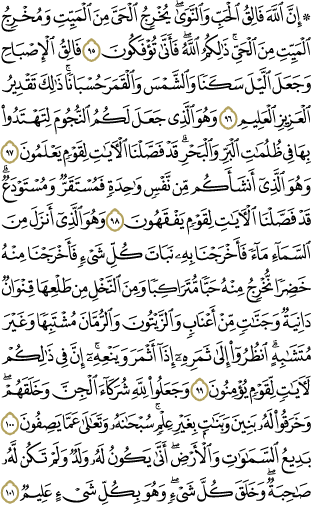 ۞ إِنَّ ٱللَّهَ فَالِقُ ٱلْحَبِّ وَٱلنَّوَىٰ ۖ يُخْرِجُ ٱلْحَىَّ مِنَ ٱلْمَيِّتِ وَمُخْرِجُ
ٱلْمَيِّتِ مِنَ ٱلْحَىِّ ۚ ذَٰلِكُمُ ٱللَّهُ ۖ فَأَنَّىٰ تُؤْفَكُونَ ٩٥ فَالِقُ ٱلْإِصْبَاحِ
وَجَعَلَ ٱلَّيْلَ سَكَنًا وَٱلشَّمْسَ وَٱلْقَمَرَ حُسْبَانًا ۚ ذَٰلِكَ تَقْدِيرُ
ٱلْعَزِيزِ ٱلْعَلِيمِ ٩٦ وَهُوَ ٱلَّذِى جَعَلَ لَكُمُ ٱلنُّجُومَ لِتَهْتَدُوا۟
بِهَا فِى ظُلُمَٰتِ ٱلْبَرِّ وَٱلْبَحْرِ ۗ قَدْ فَصَّلْنَا ٱلْـَٔايَٰتِ لِقَوْمٍ يَعْلَمُونَ ٩٧
وَهُوَ ٱلَّذِىٓ أَنشَأَكُم مِّن نَّفْسٍ وَٰحِدَةٍ فَمُسْتَقَرٌّ وَمُسْتَوْدَعٌ ۗ
قَدْ فَصَّلْنَا ٱلْـَٔايَٰتِ لِقَوْمٍ يَفْقَهُونَ ٩٨ وَهُوَ ٱلَّذِىٓ أَنزَلَ مِنَ
ٱلسَّمَآءِ مَآءً فَأَخْرَجْنَا بِهِۦ نَبَاتَ كُلِّ شَىْءٍ فَأَخْرَجْنَا مِنْهُ
خَضِرًا نُّخْرِجُ مِنْهُ حَبًّا مُّتَرَاكِبًا وَمِنَ ٱلنَّخْلِ مِن طَلْعِهَا قِنْوَانٌ
دَانِيَةٌ وَجَنَّٰتٍ مِّنْ أَعْنَابٍ وَٱلزَّيْتُونَ وَٱلرُّمَّانَ مُشْتَبِهًا وَغَيْرَ
مُتَشَٰبِهٍ ۗ ٱنظُرُوٓا۟ إِلَىٰ ثَمَرِهِۦٓ إِذَآ أَثْمَرَ وَيَنْعِهِۦٓ ۚ إِنَّ فِى ذَٰلِكُمْ
لَـَٔايَٰتٍ لِّقَوْمٍ يُؤْمِنُونَ ٩٩ وَجَعَلُوا۟ لِلَّهِ شُرَكَآءَ ٱلْجِنَّ وَخَلَقَهُمْ ۖ
وَخَرَقُوا۟ لَهُۥ بَنِينَ وَبَنَٰتٍۭ بِغَيْرِ عِلْمٍ ۚ سُبْحَٰنَهُۥ وَتَعَٰلَىٰ عَمَّا يَصِفُونَ ١٠٠
بَدِيعُ ٱلسَّمَٰوَٰتِ وَٱلْأَرْضِ ۖ أَنَّىٰ يَكُونُ لَهُۥ وَلَدٌ وَلَمْ تَكُن لَّهُۥ
صَٰحِبَةٌ ۖ وَخَلَقَ كُلَّ شَىْءٍ ۖ وَهُوَ بِكُلِّ شَىْءٍ عَلِيمٌ ١٠١